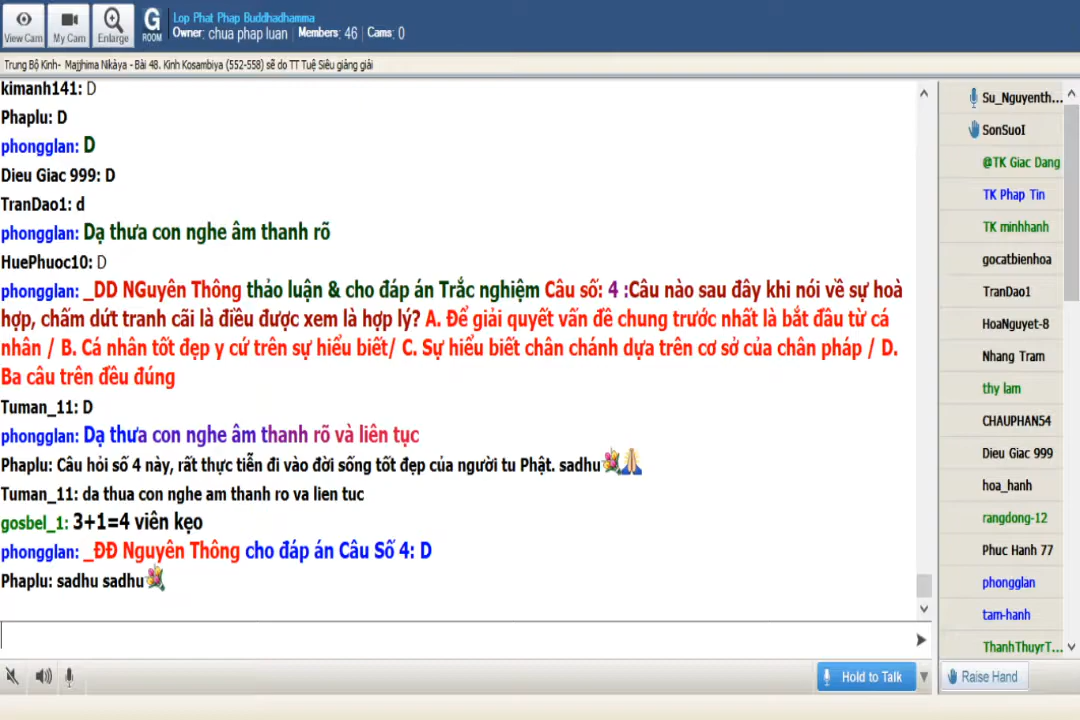 View Cam
My Cam
Enlarge
G
ROOM
Lop Phat Phap Buddhadhamma
Owner: chua phap luan Members: 46 Cams: 0
Trung Bộ Kinh- Majjhima Nikàya - Bài 48. Kinh Kosambiya (552-558) sẽ do TT Tuệ Siêu giảng giải
kimanh141: D
Phaplu: D
phongglan: D
Dieu Giac 999: D
TranDao1: d
phongglan: Dạ thưa con nghe âm thanh rõ
HuePhuoc10: D
phongglan: _DD NGuyên Thông thảo luận & cho đáp án Trắc nghiệm Câu số: 4 :Câu nào sau đây khi nói về sự hoà
hợp, chấm dứt tranh cãi là điều được xem là hợp lý? A. Để giải quyết vấn đề chung trước nhất là bắt đầu từ cá
nhân / B. Cá nhân tốt đẹp y cứ trên sự hiểu biết/ C. Sự hiểu biết chân chánh dựa trên cơ sở của chân pháp / D.
Ba câu trên đều đúng
Tuman_11: D
phongglan: Dạ thưa con nghe âm thanh rõ và liên tục
Phaplu: Câu hỏi số 4 này, rất thực tiễn đi vào đời sống tốt đẹp của người tu Phật. sadhu
Tuman_11: da thua con nghe am thanh ro va lien tuc
gosbel_1: 3+1=4 viên kẹo
phongglan: _ĐĐ Nguyên Thông cho đáp án Câu Số 4: D
Phaplu: sadhu sadhu
Su_Nguyenth...
SonSuoI
@TK Giac Dang
TK Phap Tin
TK minhhanh
gocatbienhoa
TranDao1
HoaNguyet-8
Nhang Tram
thy lam
CHAUPHAN54
Dieu Giac 999
hoa_hanh
rangdong-12
Phuc Hanh 77
phongglan
tam-hanh
ThanhThuyrT...
Hold to Talk
Raise Hand